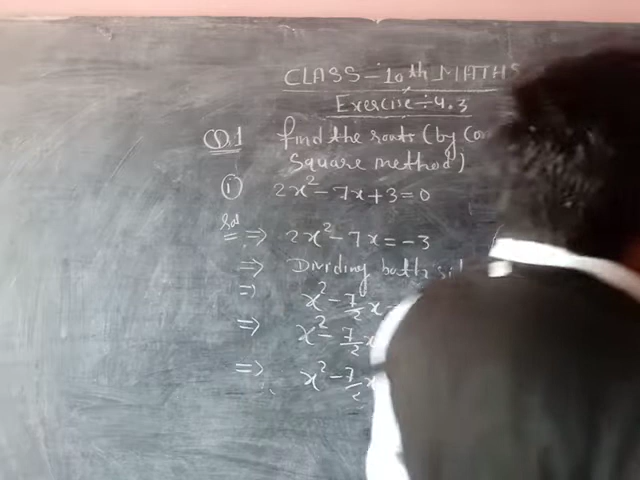 CLASS - 10th MATHS
Exercise ÷ 4.3
Q.1 find the roots (by
Square method)
① 2x² - 7x + 3 = 0
Sol
⇒ 2x² - 7x = -3
⇒ Dividing both
⇒ x² - 7/2 x
⇒ x² - 7/2 x
⇒ x² - 7/2 x